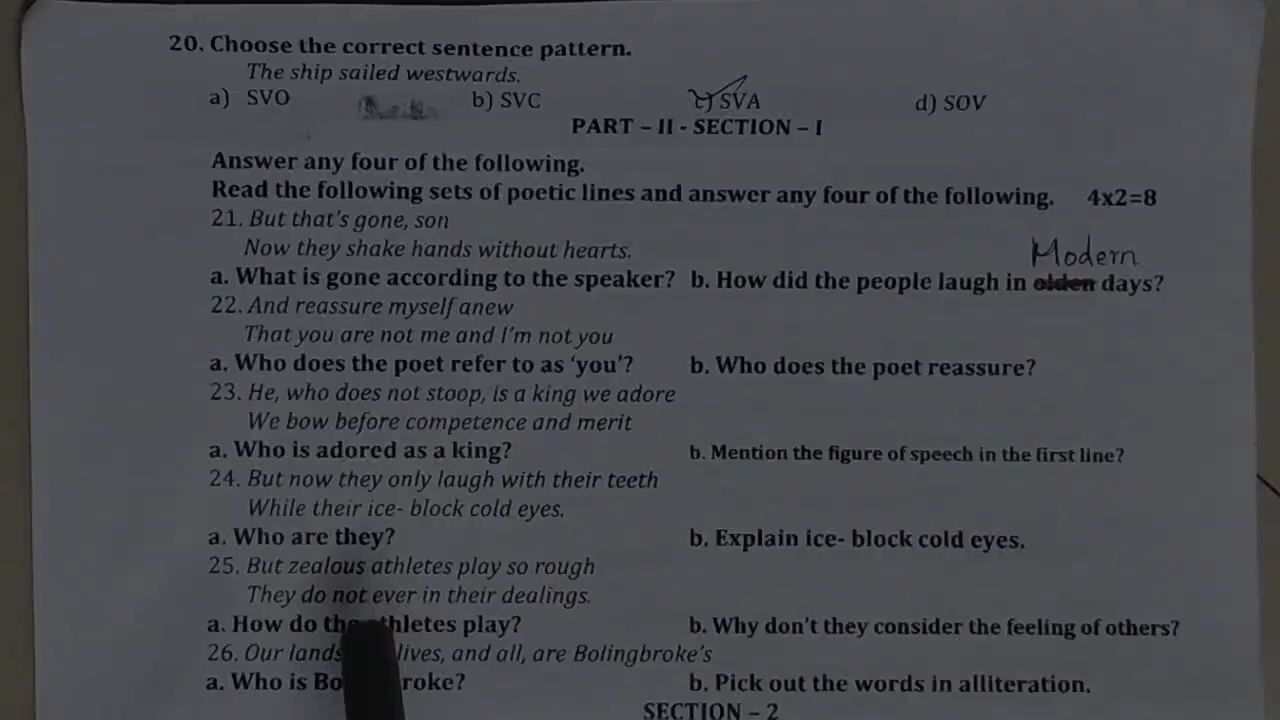 20. Choose the correct sentence pattern.
The ship sailed westwards.
a) SVO b) SVC c) SVA d) SOV
PART – II - SECTION – I
Answer any four of the following.
Read the following sets of poetic lines and answer any four of the following. 4x2=8
21. But that's gone, son
Now they shake hands without hearts.
Modern
a. What is gone according to the speaker? b. How did the people laugh in olden days?
22. And reassure myself anew
That you are not me and I'm not you
a. Who does the poet refer to as 'you'? b. Who does the poet reassure?
23. He, who does not stoop, is a king we adore
We bow before competence and merit
a. Who is adored as a king? b. Mention the figure of speech in the first line?
24. But now they only laugh with their teeth
While their ice- block cold eyes.
a. Who are they? b. Explain ice- block cold eyes.
25. But zealous athletes play so rough
They do not ever in their dealings.
a. How do the athletes play? b. Why don't they consider the feeling of others?
26. Our lands lives, and all, are Bolingbroke's
a. Who is b. Pick out the words in alliteration.
SECTION – 2